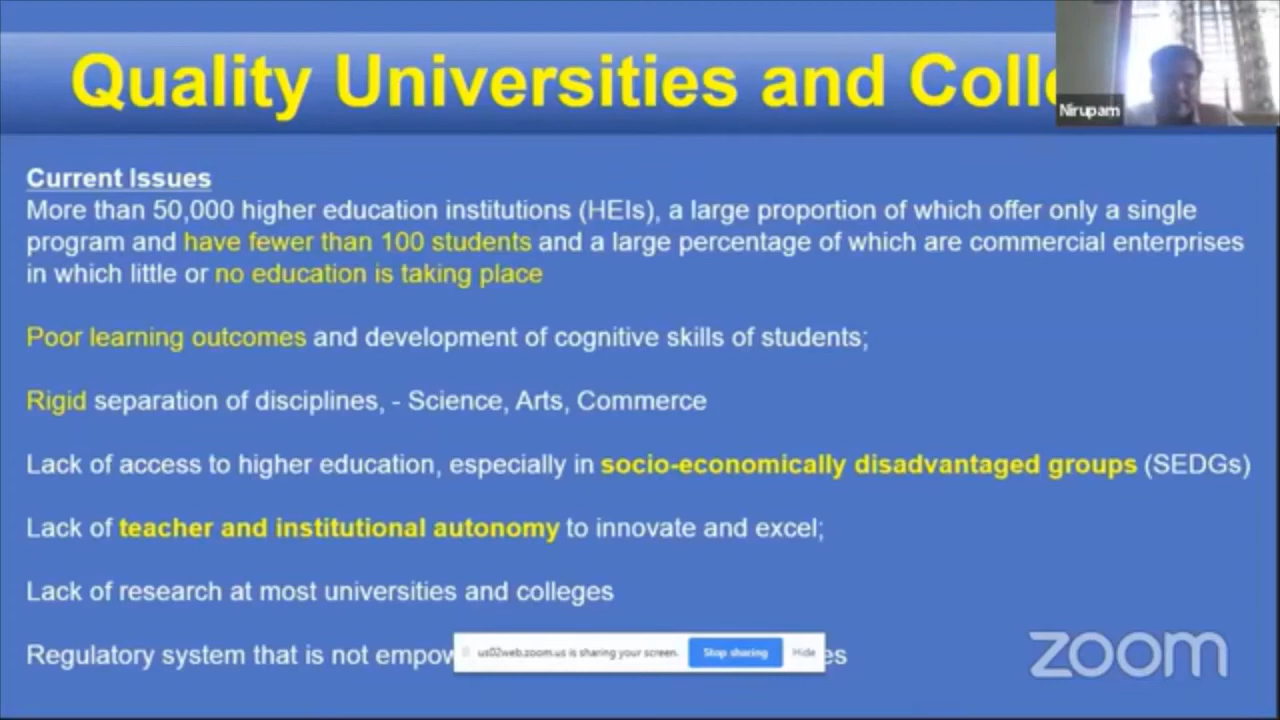 Quality Universities and Colle
Nirupam
Current Issues
More than 50,000 higher education institutions (HEIs), a large proportion of which offer only a single
program and have fewer than 100 students and a large percentage of which are commercial enterprises
in which little or no education is taking place
Poor learning outcomes and development of cognitive skills of students;
Rigid separation of disciplines, - Science, Arts, Commerce
Lack of access to higher education, especially in socio-economically disadvantaged groups (SEDGs)
Lack of teacher and institutional autonomy to innovate and excel;
Lack of research at most universities and colleges
Regulatory system that is not empow es
us02web.zoom.us is sharing your screen. Stop sharing Hide
zoom